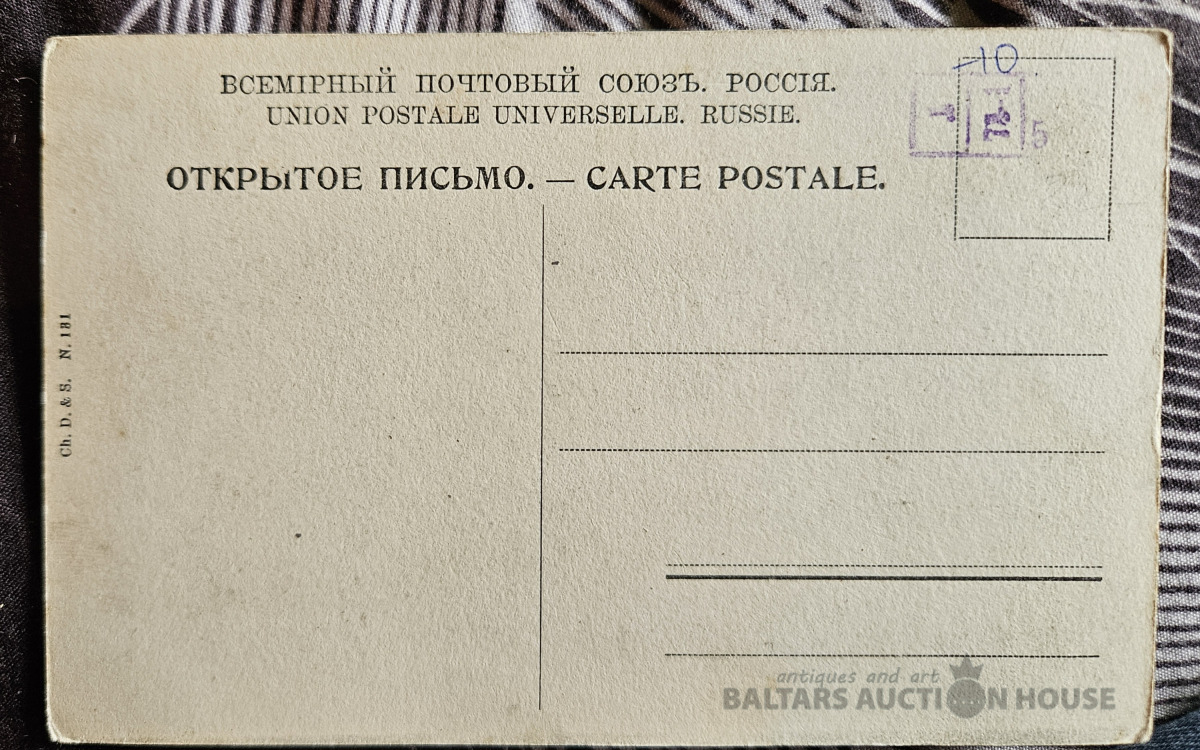 ВСЕМІРНЫЙ ПОЧТОВЫЙ СОЮЗЪ. РОССІЯ.
UNION POSTALE UNIVERSELLE. RUSSIE.
ОТКРЫТОЕ ПИСЬМО. — CARTE POSTALE.
-10
5
Ch. D. & S. N. 181
antiques and art
BALTARS AUCTION HOUSE